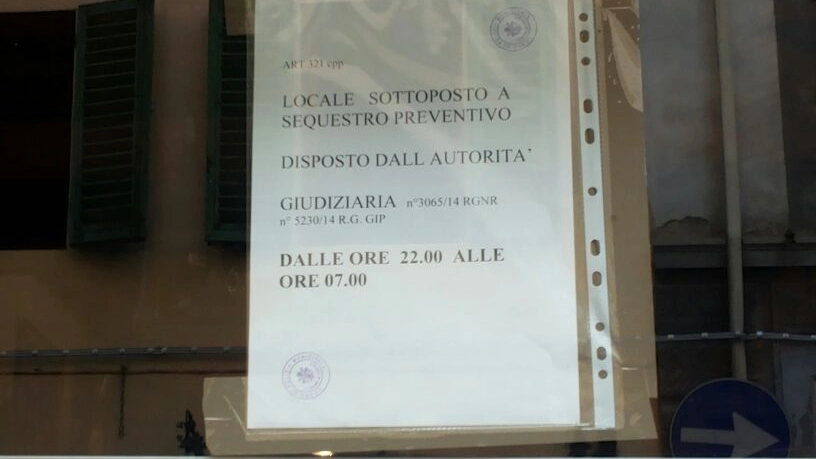 ART 321 cpp
LOCALE SOTTOPOSTO A
SEQUESTRO PREVENTIVO
DISPOSTO DALL AUTORITA'
GIUDIZIARIA n°3065/14 RGNR
n° 5230/14 R.G. GIP
DALLE ORE 22.00 ALLE
ORE 07.00